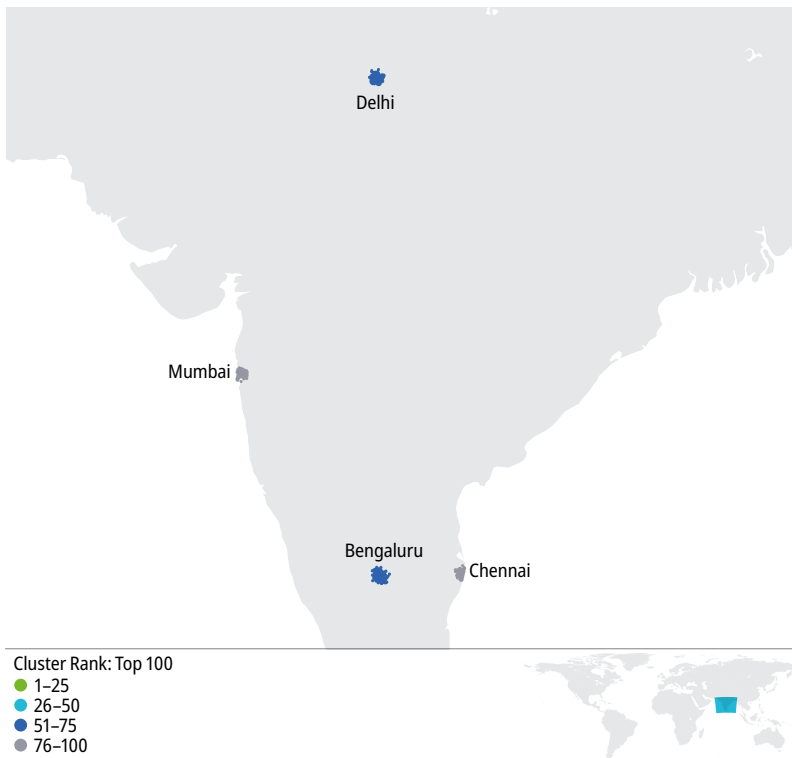 Delhi
Mumbai
Bengaluru
Chennai
Cluster Rank: Top 100
1–25
26–50
51–75
76–100